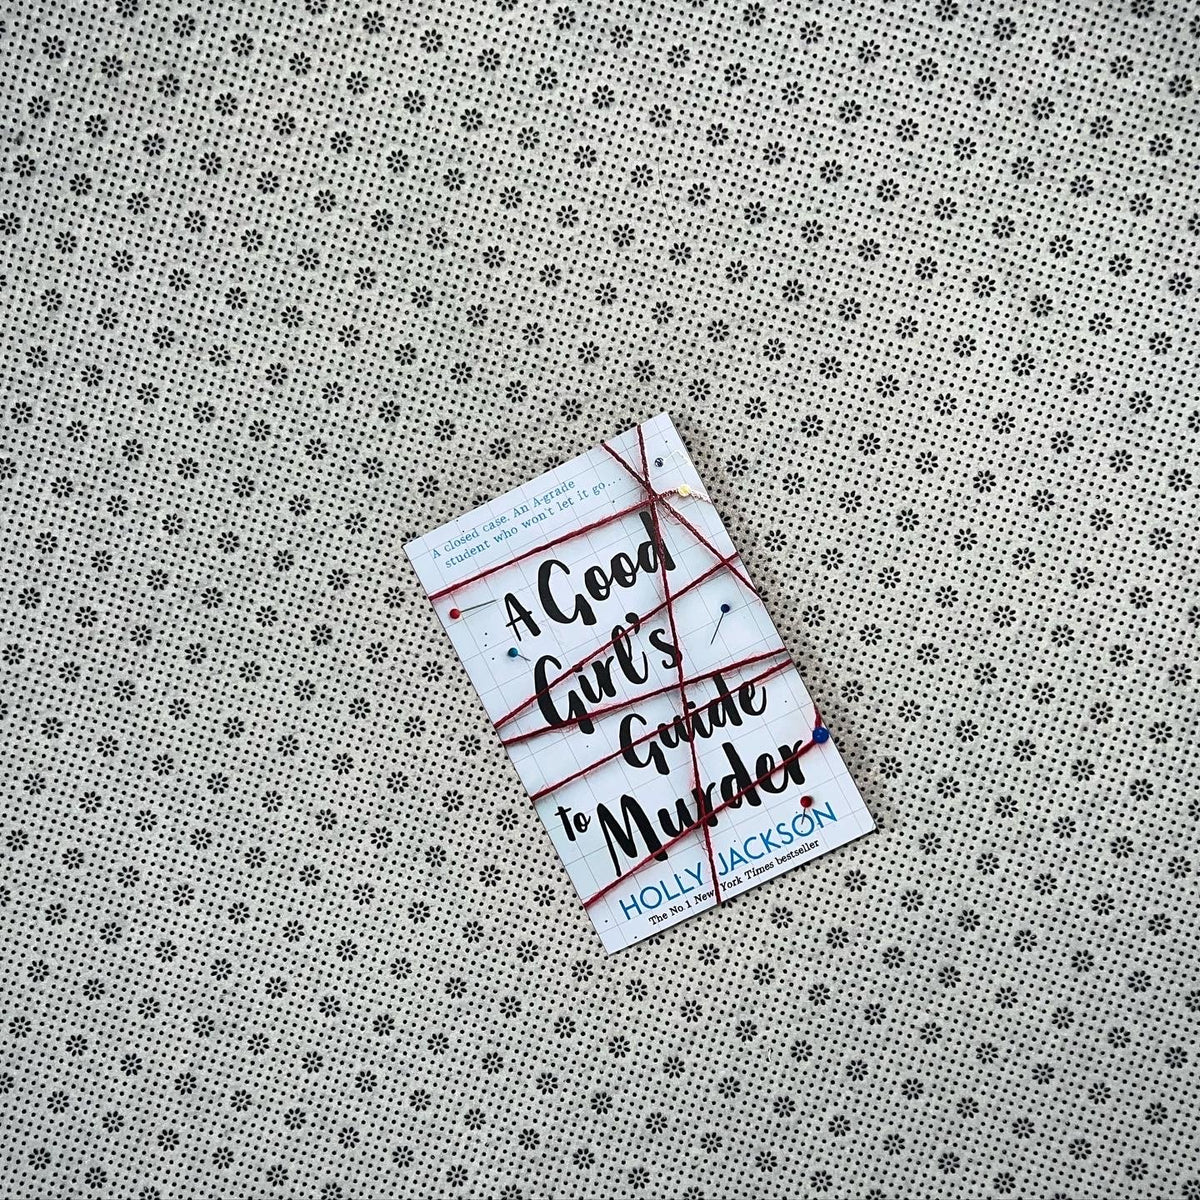 A closed case. An A-grade
student who won't let it go...
A Good
Girl's
Guide
to Murder
HOLLY JACKSON
The No.1 New York Times bestseller